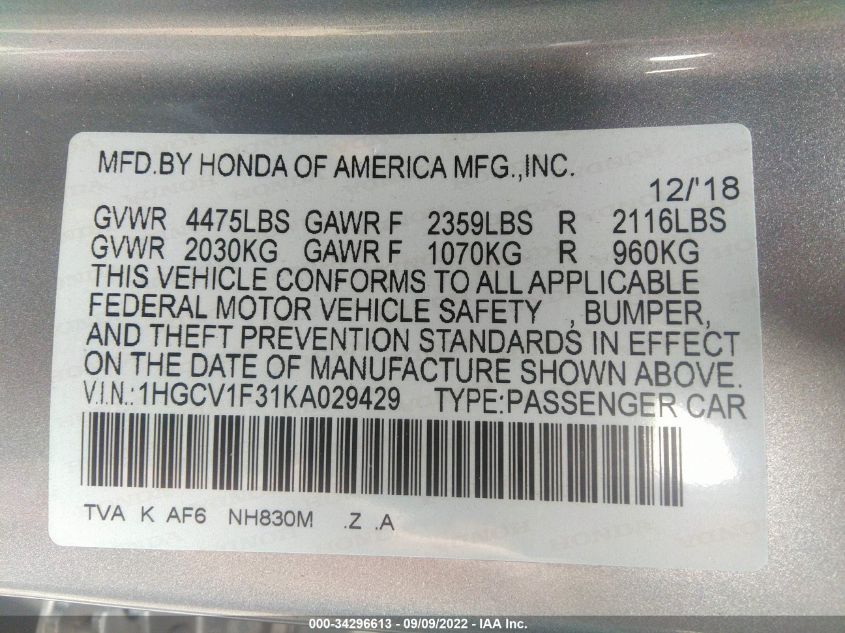 MFD.BY HONDA OF AMERICA MFG.,INC.
12/'18
GVWR 4475LBS GAWR F 2359LBS R 2116LBS
GVWR 2030KG GAWR F 1070KG R 960KG
THIS VEHICLE CONFORMS TO ALL APPLICABLE
FEDERAL MOTOR VEHICLE SAFETY , BUMPER,
AND THEFT PREVENTION STANDARDS IN EFFECT
ON THE DATE OF MANUFACTURE SHOWN ABOVE.
V.I.N.:1HGCV1F31KA029429 TYPE:PASSENGER CAR
TVA K AF6 NH830M .Z .A
000-34296613 - 09/09/2022 - IAA Inc.